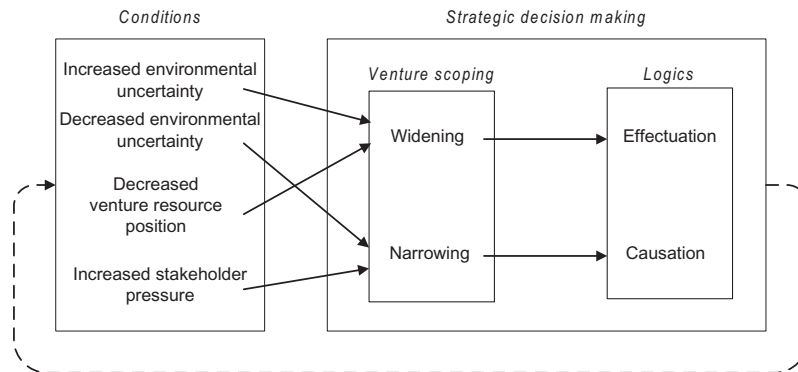 Conditions
Strategic decision making
Increased environmental
uncertainty
Decreased environmental
uncertainty
Decreased
venture resource
position
Increased stakeholder
pressure
Venture scoping
Widening
Narrowing
Logics
Effectuation
Causation